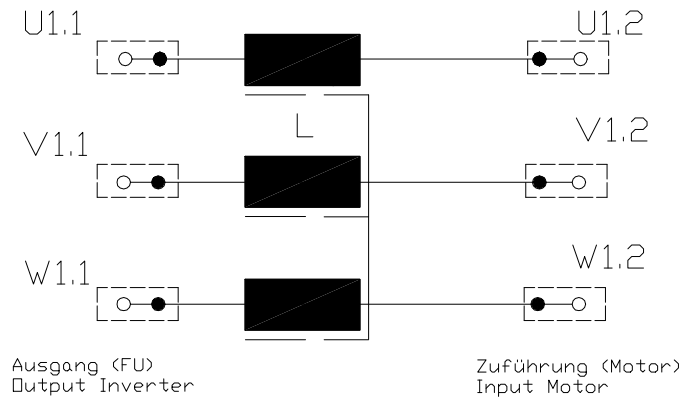 U1.1
U1.2
L
V1.1
V1.2
W1.1
W1.2
Ausgang (FU)
Output Inverter
Zuführung (Motor)
Input Motor